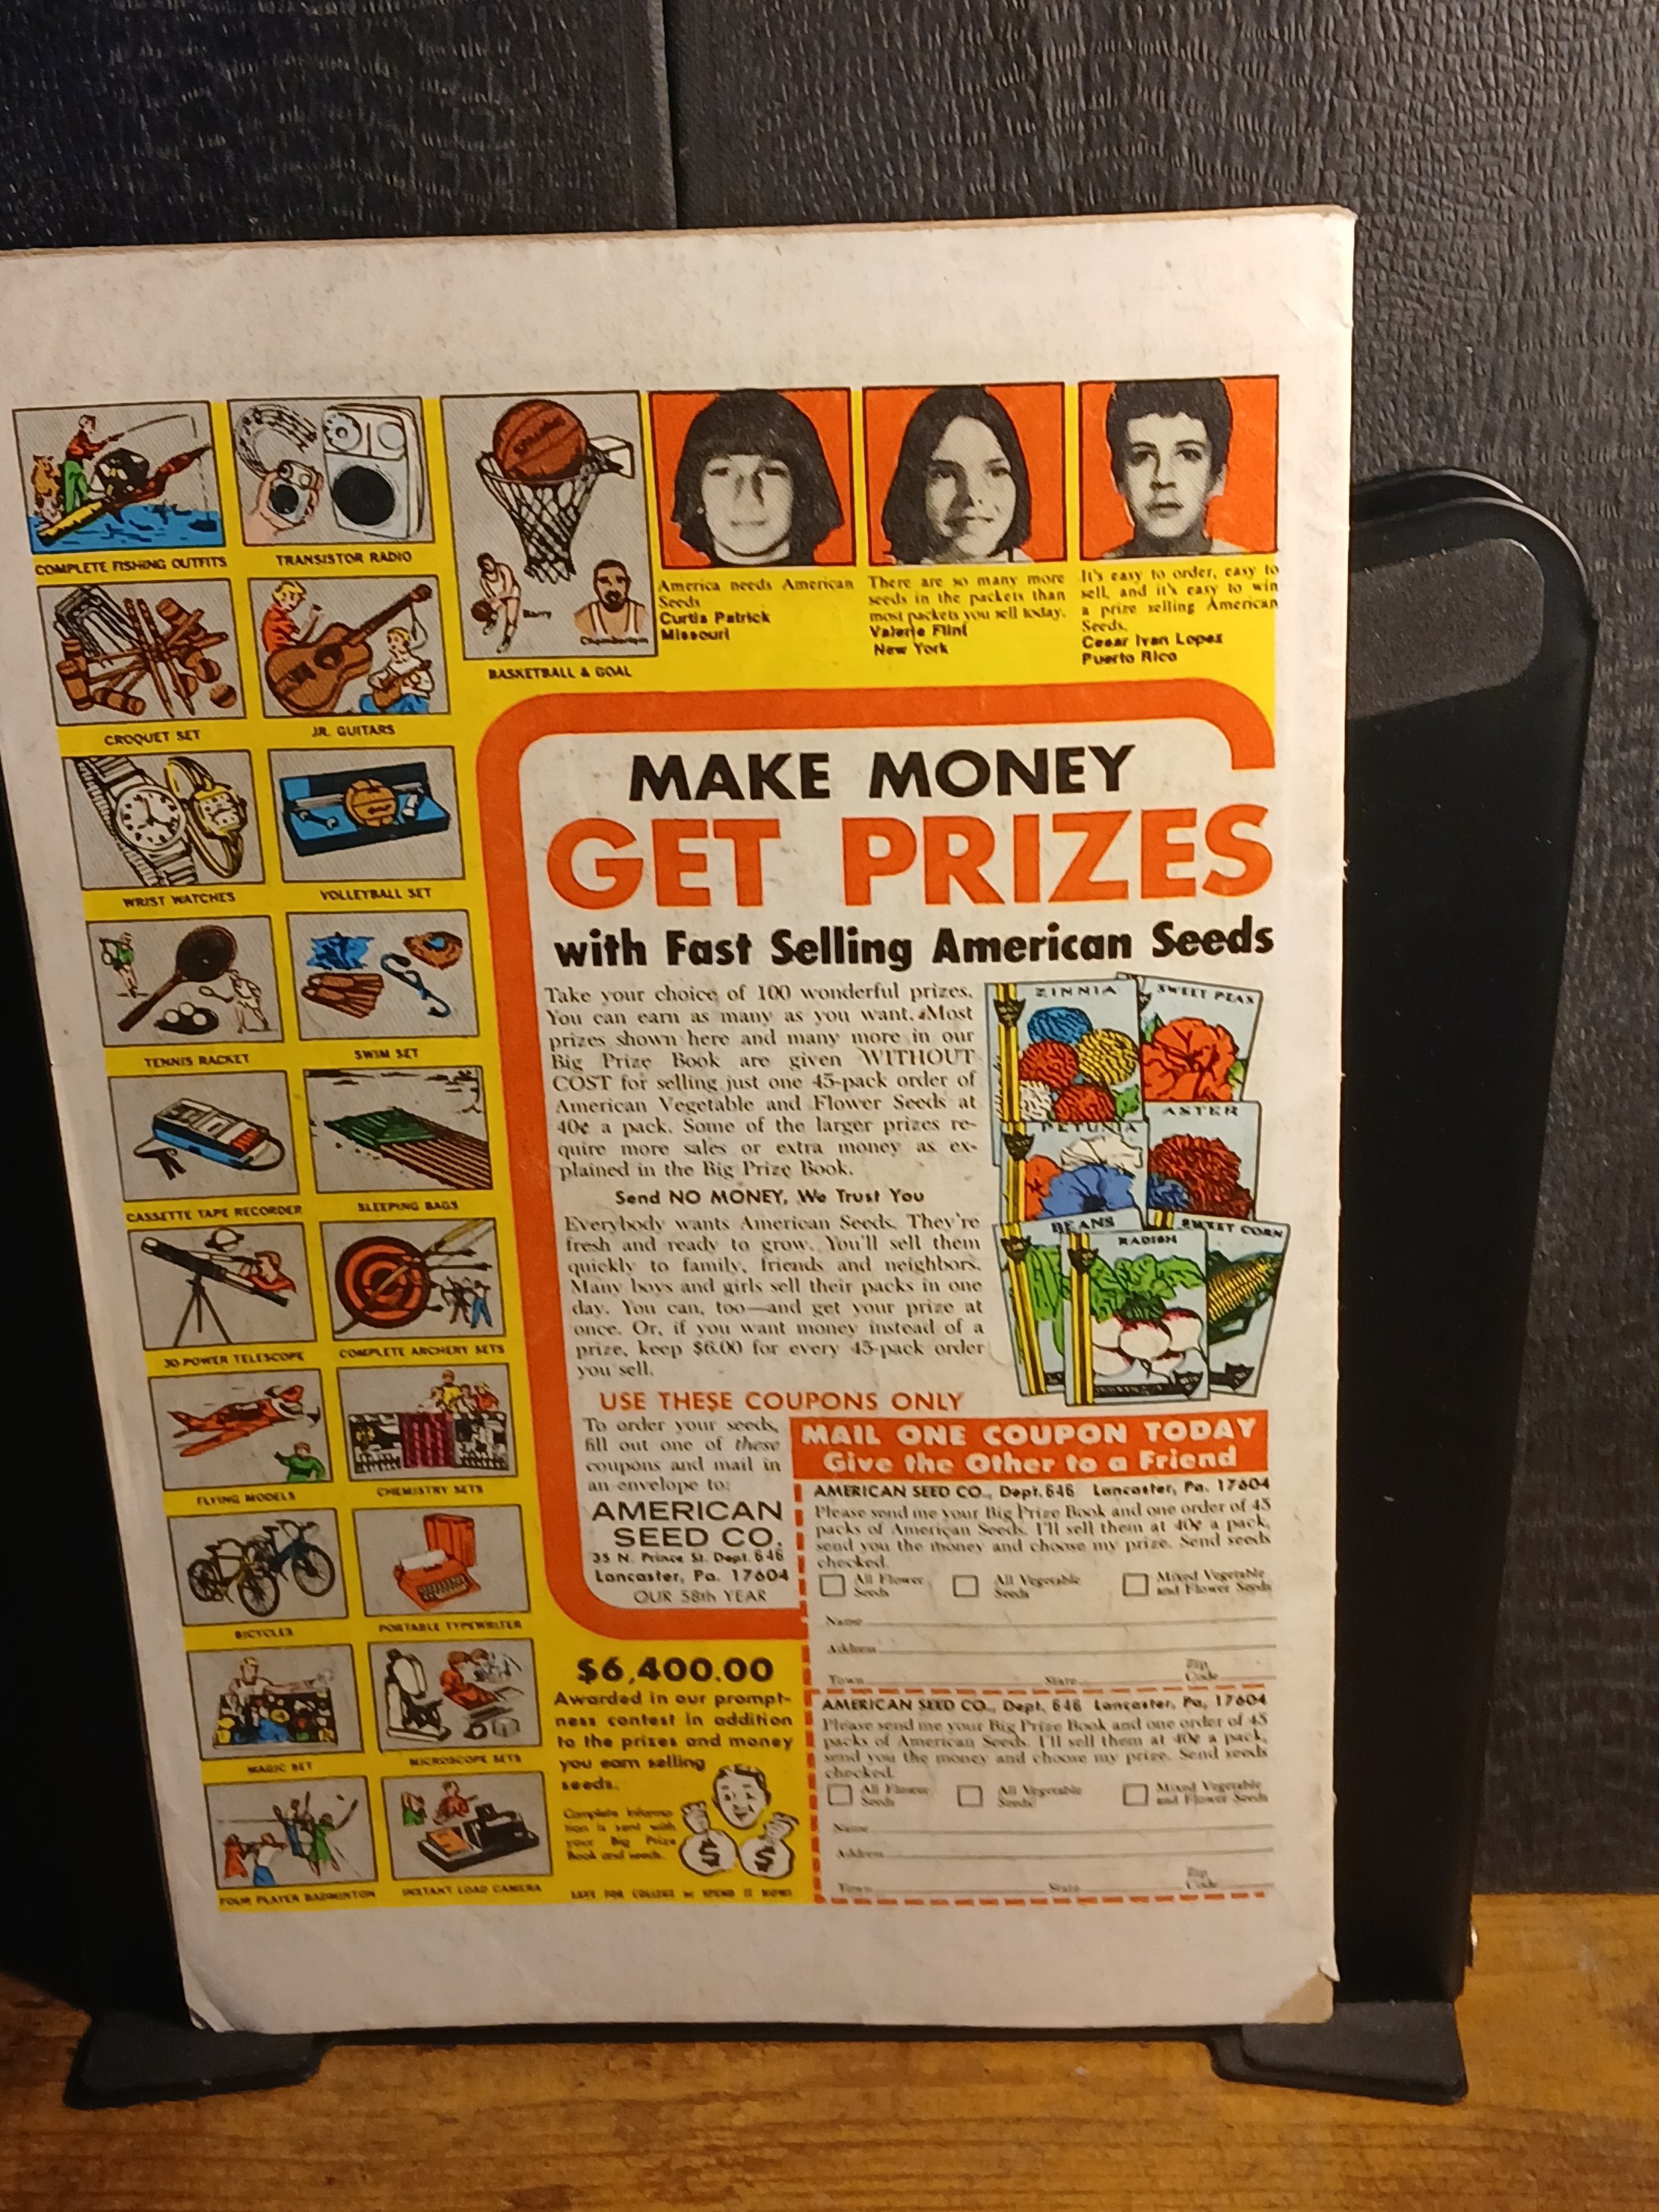 COMPLETE FISHING OUTFITS
TRANSISTOR RADIO
Barry
Chamberlain
BASKETBALL & GOAL
CROQUET SET
JR. GUITARS
WRIST WATCHES
VOLLEYBALL SET
TENNIS RACKET
SWIM SET
CASSETTE TAPE RECORDER
SLEEPING BAGS
30 POWER TELESCOPE
COMPLETE ARCHERY SETS
FLYING MODELS
CHEMISTRY SETS
BICYCLES
PORTABLE TYPEWRITER
MAGIC SET
MICROSCOPE SETS
FOUR PLAYER BADMINTON
INSTANT LOAD CAMERA
America needs American
Seeds
Curtis Patrick
Missouri
There are so many more
seeds in the packets than
most packets you sell today.
Valerie Flint
New York
It's easy to order, easy to
sell, and it's easy to win
a prize selling American
Seeds.
Cesar Ivan Lopez
Puerto Rico
MAKE MONEY
GET PRIZES
with Fast Selling American Seeds
Take your choice of 100 wonderful prizes.
You can earn as many as you want. Most
prizes shown here and many more in our
Big Prize Book are given WITHOUT
COST for selling just one 45-pack order of
American Vegetable and Flower Seeds at
40¢ a pack. Some of the larger prizes re-
quire more sales or extra money as ex-
plained in the Big Prize Book.
Send NO MONEY, We Trust You
Everybody wants American Seeds. They're
fresh and ready to grow. You'll sell them
quickly to family, friends and neighbors.
Many boys and girls sell their packs in one
day. You can, too—and get your prize at
once. Or, if you want money instead of a
prize, keep $6.00 for every 45-pack order
you sell.
ZINNIA
SWEET PEAS
PETUNIA
ASTER
BEANS
RADISH
SWEET CORN
USE THESE COUPONS ONLY
To order your seeds,
fill out one of these
coupons and mail in
an envelope to:
AMERICAN
SEED CO.
35 N. Prince St. Dept. 646
Lancaster, Pa. 17604
OUR 58th YEAR
$6,400.00
Awarded in our prompt-
ness contest in addition
to the prizes and money
you earn selling
seeds.
Complete informa-
tion is sent with
your Big Prize
Book and seeds.
$ $
SAVE FOR COLLEGE or SPEND IT NOW!
MAIL ONE COUPON TODAY
Give the Other to a Friend
AMERICAN SEED CO., Dept. 646 Lancaster, Pa. 17604
Please send me your Big Prize Book and one order of 45
packs of American Seeds. I'll sell them at 40¢ a pack,
send you the money and choose my prize. Send seeds
checked.
All Flower Seeds
All Vegetable Seeds
Mixed Vegetable and Flower Seeds
Name
Address
Town State Zip Code
AMERICAN SEED CO., Dept. 646 Lancaster, Pa. 17604
Please send me your Big Prize Book and one order of 45
packs of American Seeds. I'll sell them at 40¢ a pack,
send you the money and choose my prize. Send seeds
checked.
All Flower Seeds
All Vegetable Seeds
Mixed Vegetable and Flower Seeds
Name
Address
Town State Zip Code